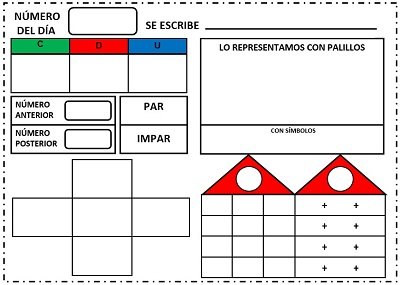 NÚMERO
DEL DÍA
SE ESCRIBE
C D U
NÚMERO
ANTERIOR
PAR
NÚMERO
POSTERIOR
IMPAR
LO REPRESENTAMOS CON PALILLOS
CON SÍMBOLOS
+ +
+ +
+ +
+ +